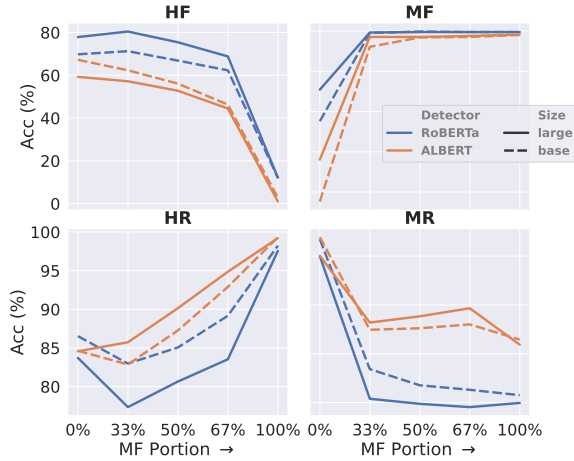 HF MF
80
60
40
20
0
Acc (%)
Detector Size
RoBERTa large
ALBERT base
HR MR
100
95
90
85
80
Acc (%)
0% 33% 50% 67% 100% 0% 33% 50% 67% 100%
MF Portion → MF Portion →